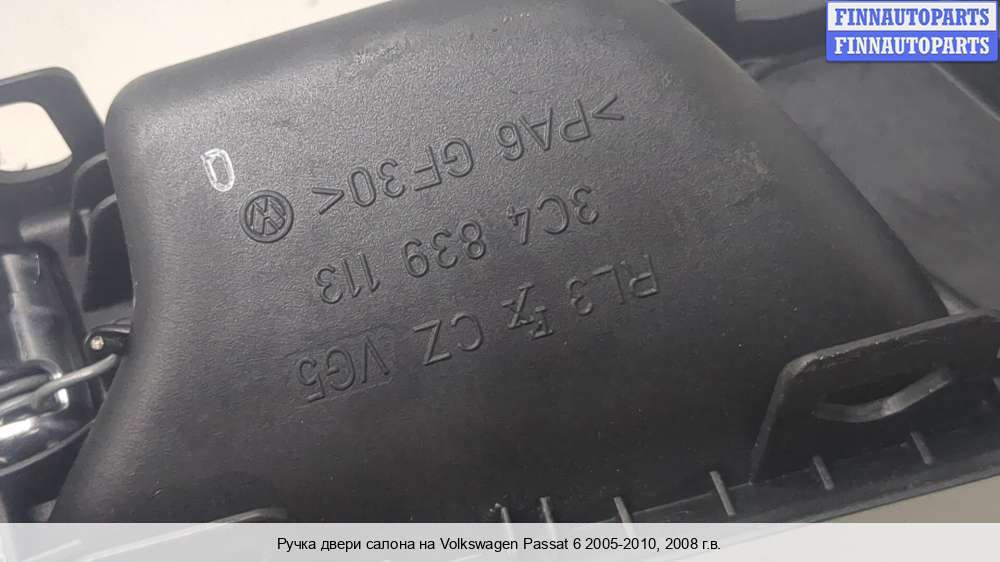 FINNAUTOPARTS
FINNAUTOPARTS
RL3 CZ VG5
3C4 839 113
>PA6 GF30<
Ручка двери салона на Volkswagen Passat 6 2005-2010, 2008 г.в.